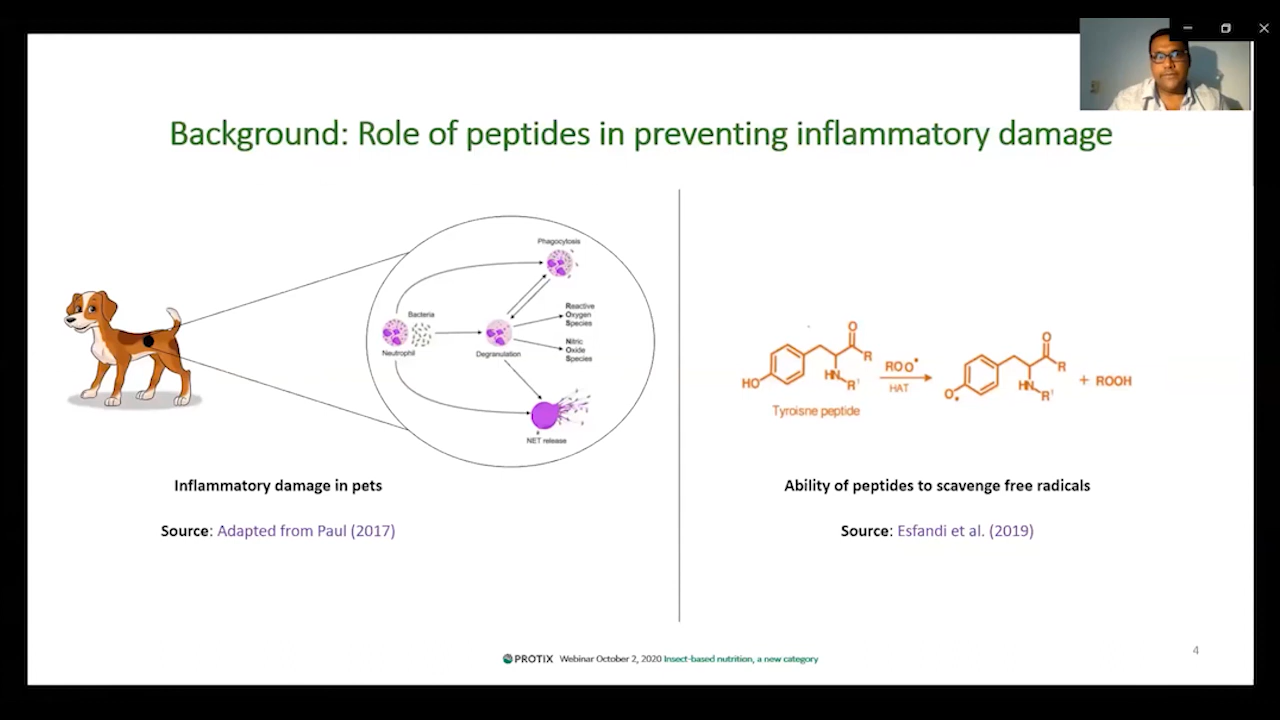 Background: Role of peptides in preventing inflammatory damage
Phagocytosis
Bacteria
Neutrophil
Degranulation
Reactive
Oxygen
Species
Nitric
Oxide
Species
NET release
Inflammatory damage in pets
Source: Adapted from Paul (2017)
HO
O
R
HN
R'
Tyroisne peptide
ROO•
HAT
O•
O
R
HN
R'
+ ROOH
Ability of peptides to scavenge free radicals
Source: Esfandi et al. (2019)
PROTIX Webinar October 2, 2020 Insect-based nutrition, a new category
4